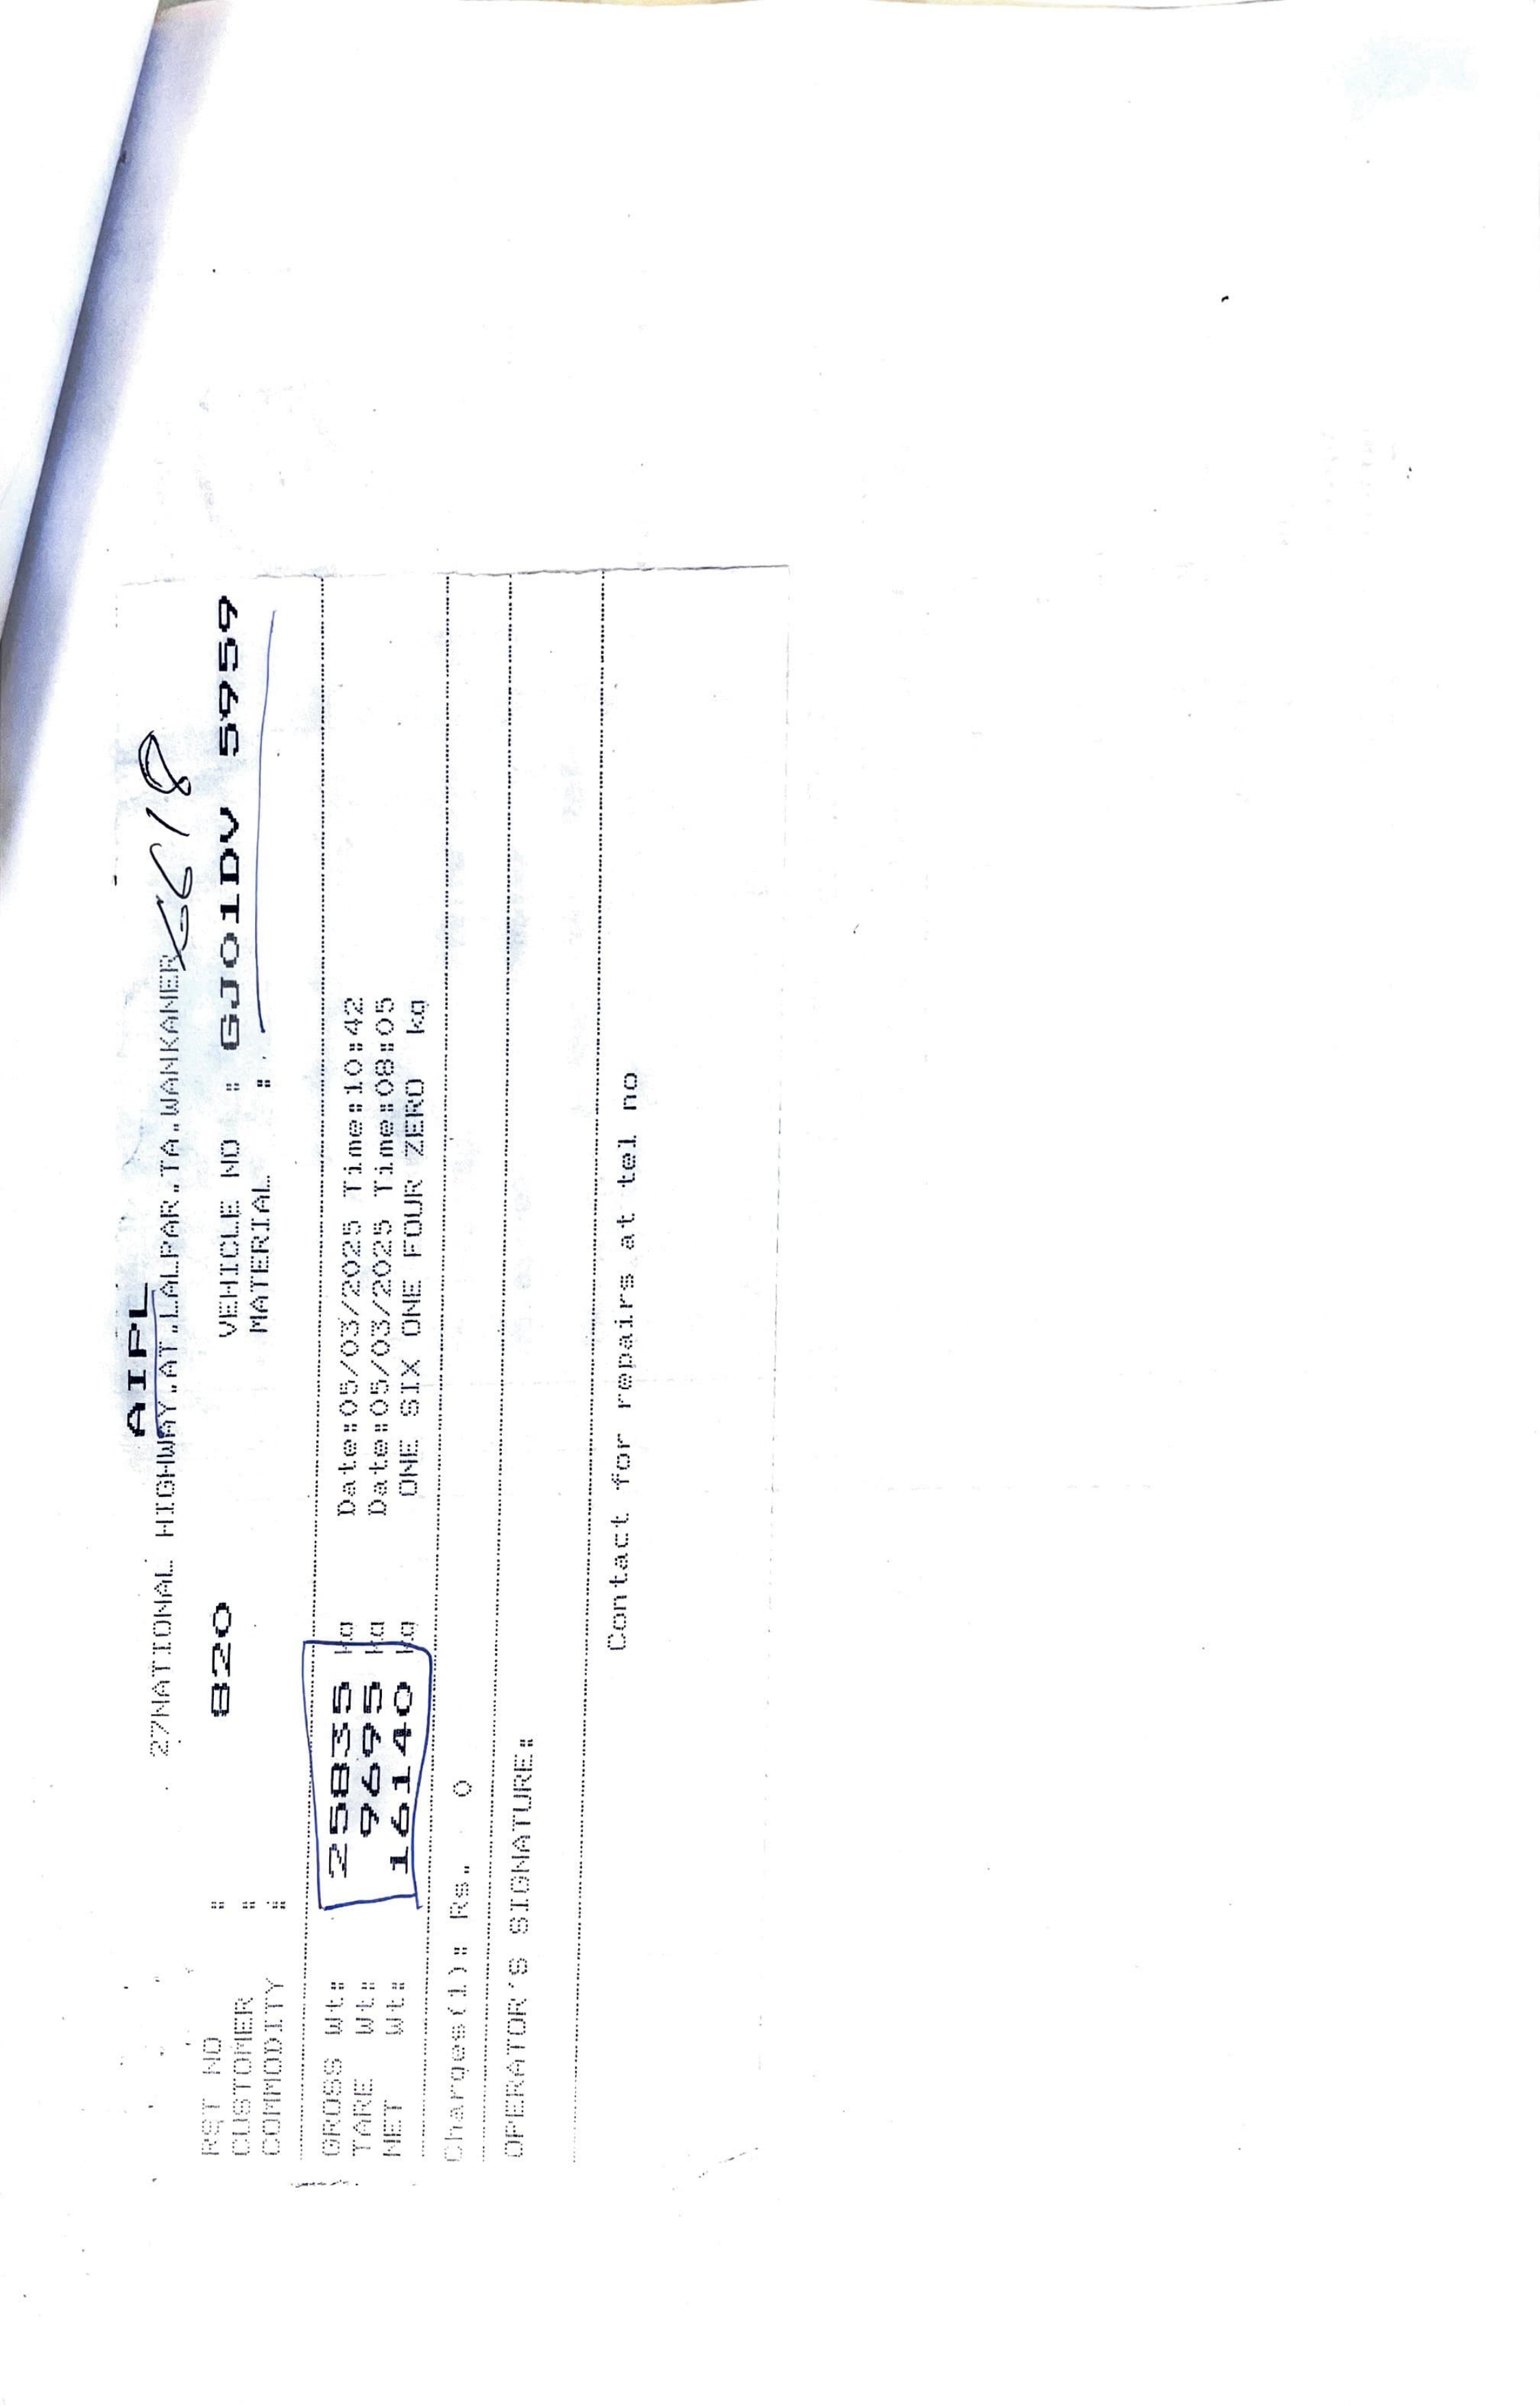 AIPL
27NATIONAL HIGHWAY.AT.LALPAR.TA.WANKANER
RST NO : 820 VEHICLE NO : GJ01DV 5959
CUSTOMER : MATERIAL :
COMMODITY :
GROSS Wt: 25835 kg Date:05/03/2025 Time:10:42
TARE Wt: 9695 kg Date:05/03/2025 Time:08:05
NET Wt: 16140 kg ONE SIX ONE FOUR ZERO kg
Charges(1): Rs. 0
OPERATOR'S SIGNATURE:
Contact for repairs at tel no